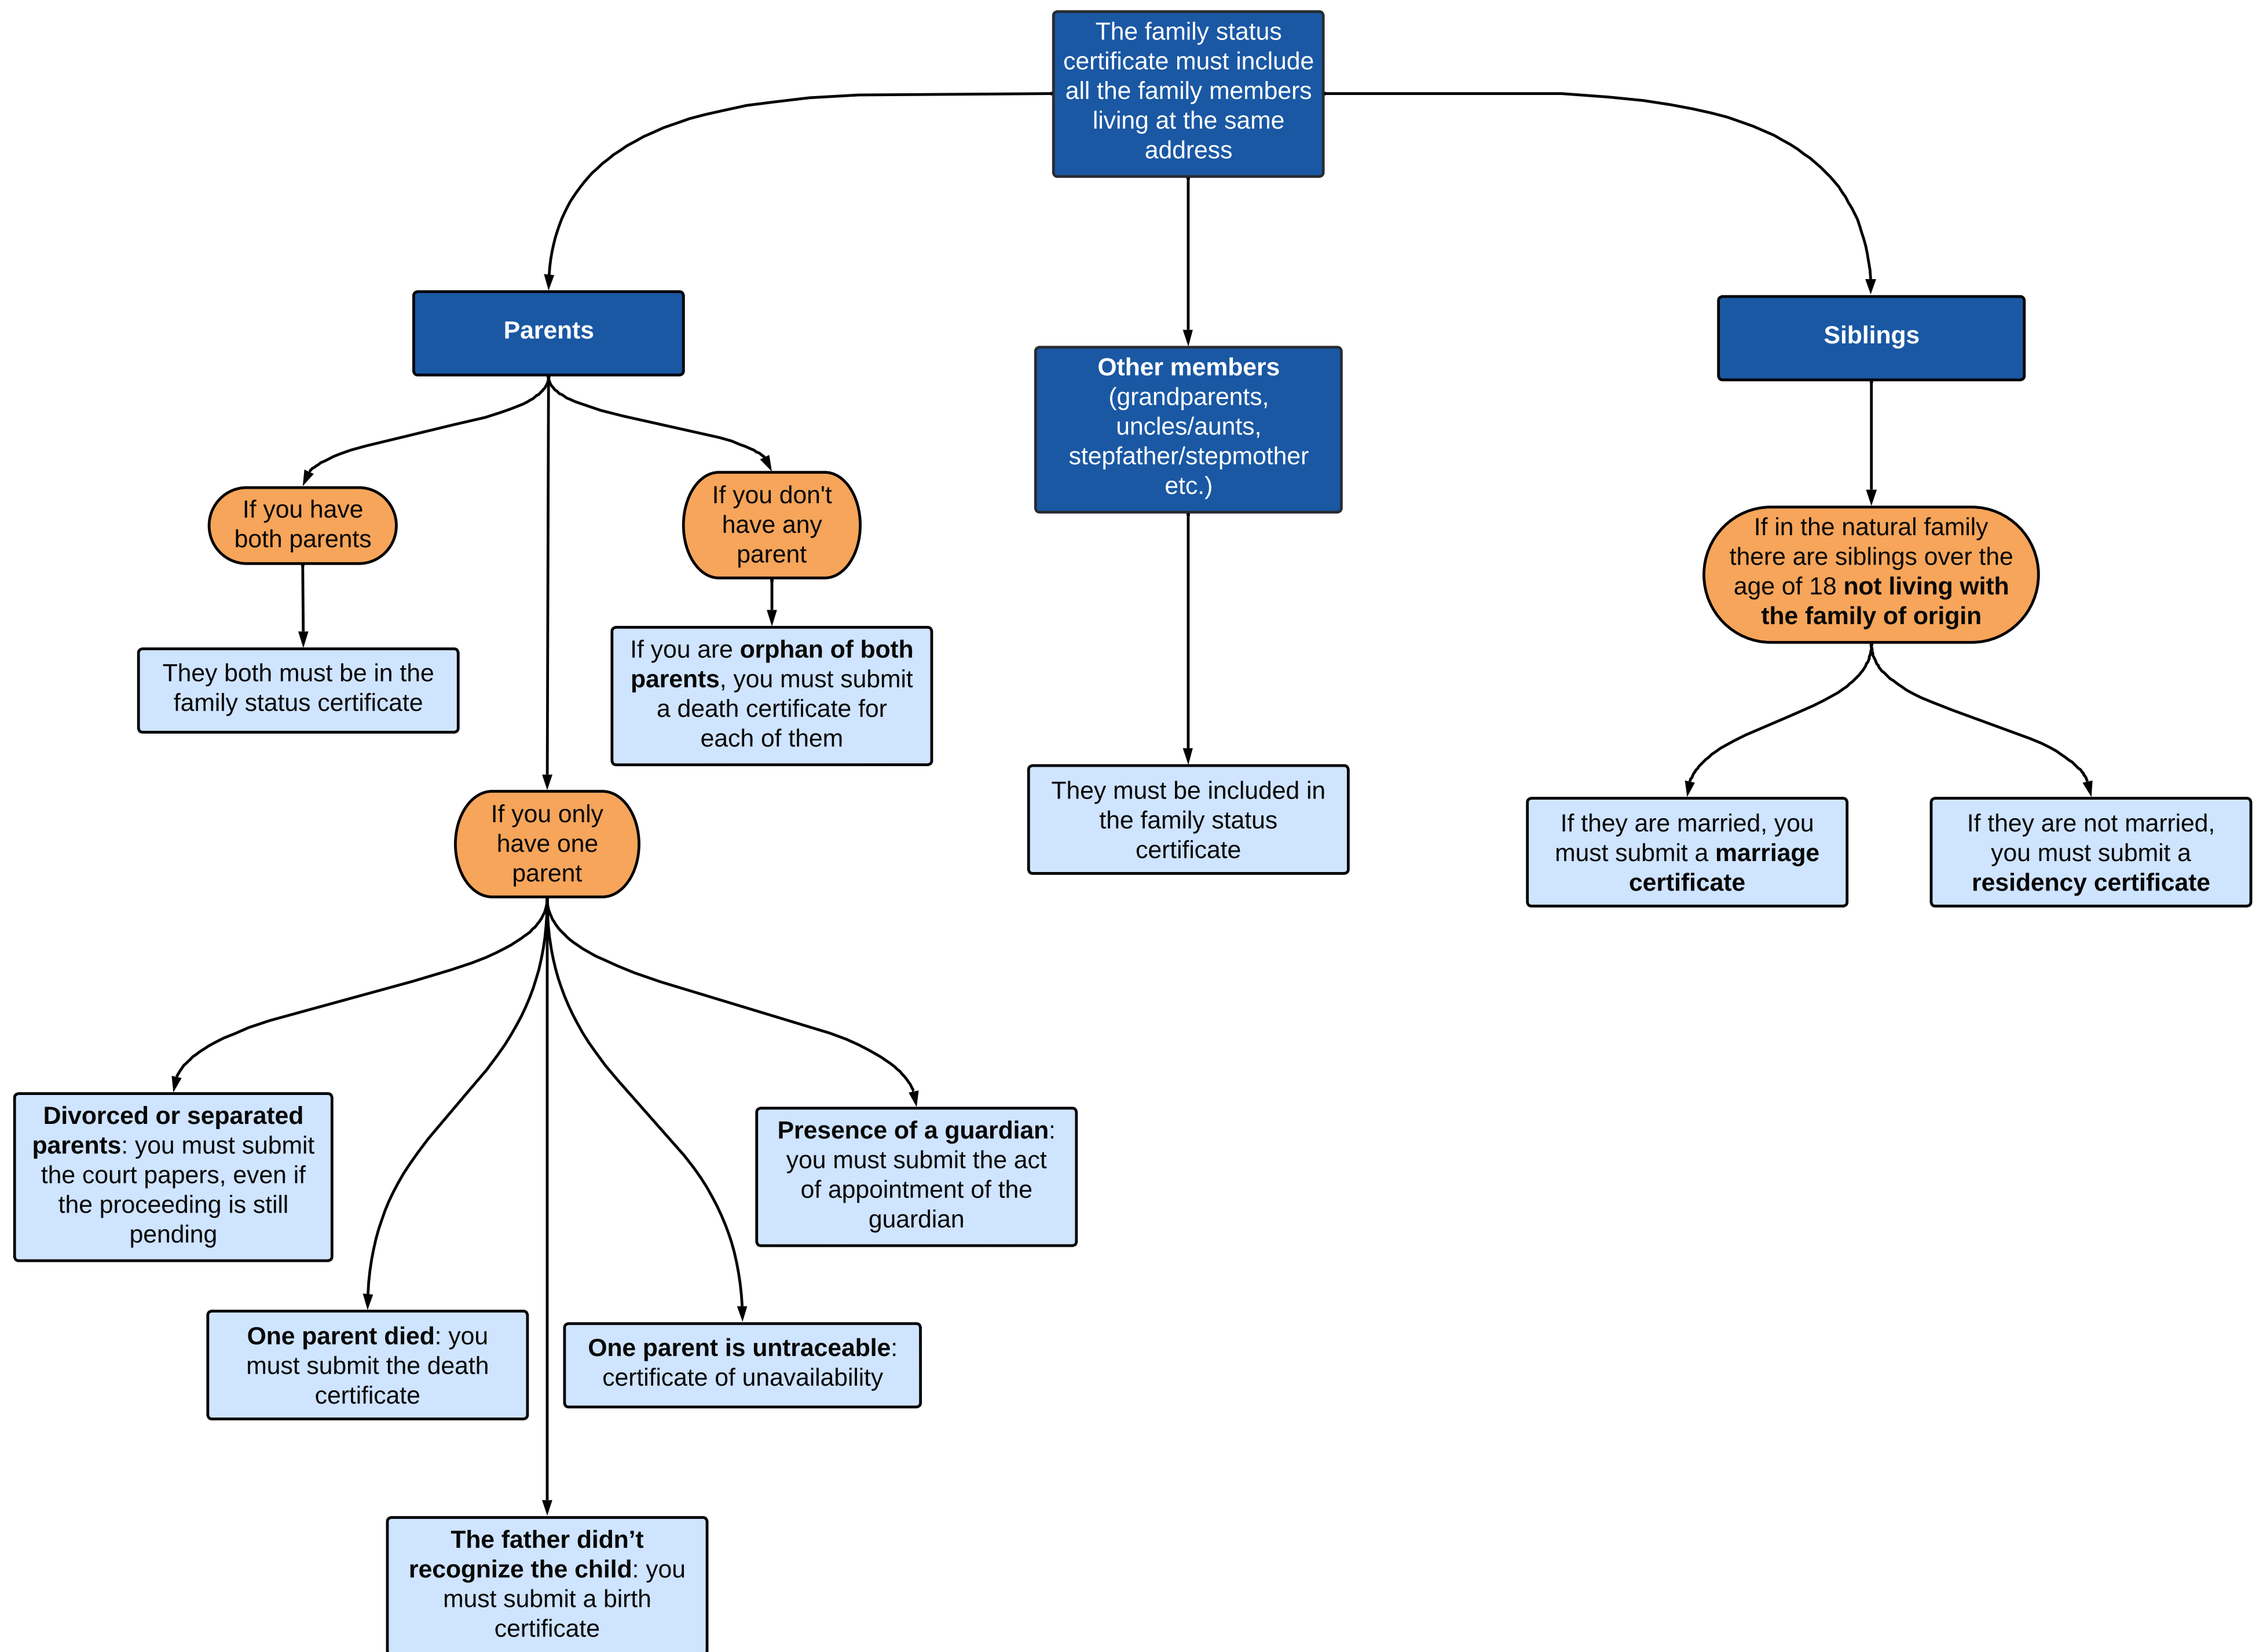 The family status
certificate must include
all the family members
living at the same
address
Parents
Siblings
Other members
(grandparents,
uncles/aunts,
stepfather/stepmother
etc.)
If you have
both parents
If you don't
have any
parent
If in the natural family
there are siblings over the
age of 18 not living with
the family of origin
They both must be in the
family status certificate
If you are orphan of both
parents, you must submit
a death certificate for
each of them
They must be included in
the family status
certificate
If you only
have one
parent
If they are married, you
must submit a marriage
certificate
If they are not married,
you must submit a
residency certificate
Divorced or separated
parents: you must submit
the court papers, even if
the proceeding is still
pending
Presence of a guardian:
you must submit the act
of appointment of the
guardian
One parent died: you
must submit the death
certificate
One parent is untraceable:
certificate of unavailability
The father didn’t
recognize the child: you
must submit a birth
certificate